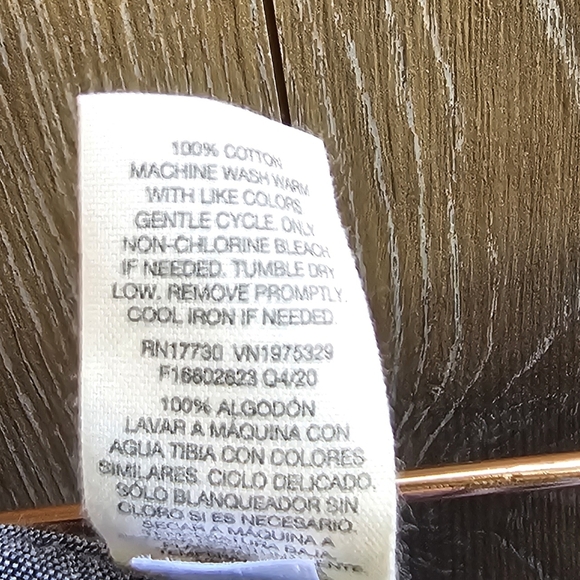 100% COTTON
MACHINE WASH WARM
WITH LIKE COLORS
GENTLE CYCLE. ONLY
NON-CHLORINE BLEACH
IF NEEDED. TUMBLE DRY
LOW. REMOVE PROMPTLY.
COOL IRON IF NEEDED.
RN17730 VN1975329
F16602623 Q4/20
100% ALGODÓN
LAVAR A MÁQUINA CON
AGUA TIBIA CON COLORES
SIMILARES. CICLO DELICADO.
SÓLO BLANQUEADOR SIN
CLORO SI ES NECESARIO.
SECAR A MÁQUINA A
BAJA